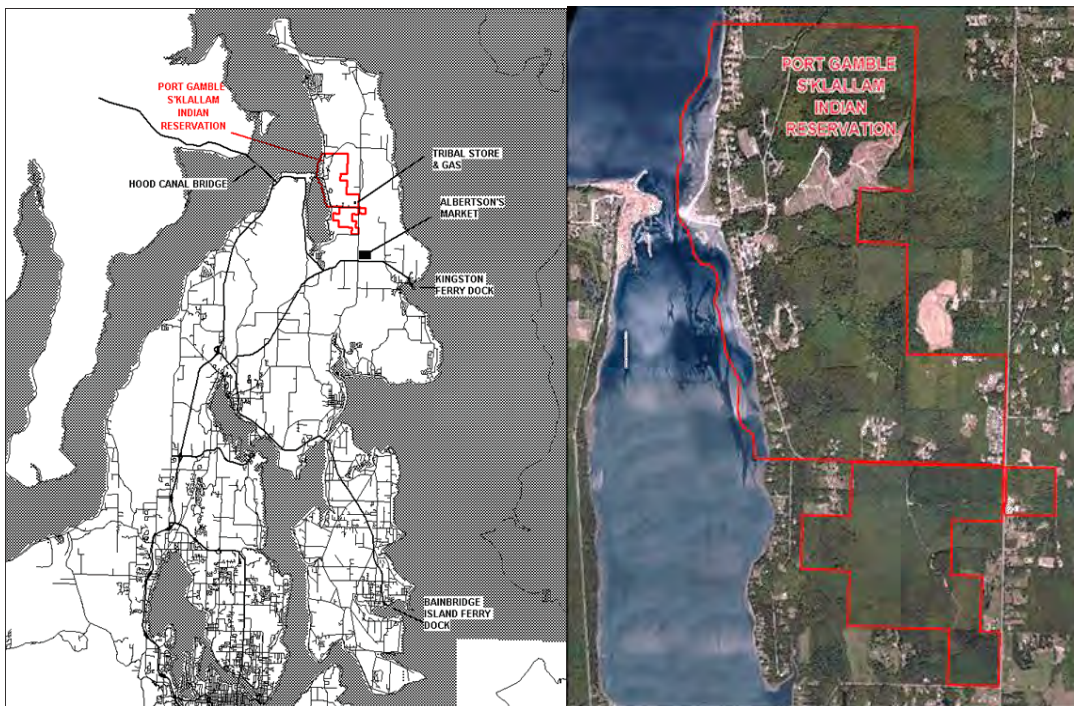 PORT GAMBLE
S'KLALLAM
INDIAN
RESERVATION
TRIBAL STORE
& GAS
HOOD CANAL BRIDGE
ALBERTSON'S
MARKET
KINGSTON
FERRY DOCK
BAINBRIDGE
ISLAND FERRY
DOCK
PORT GAMBLE
S'KLALLAM
INDIAN
RESERVATION